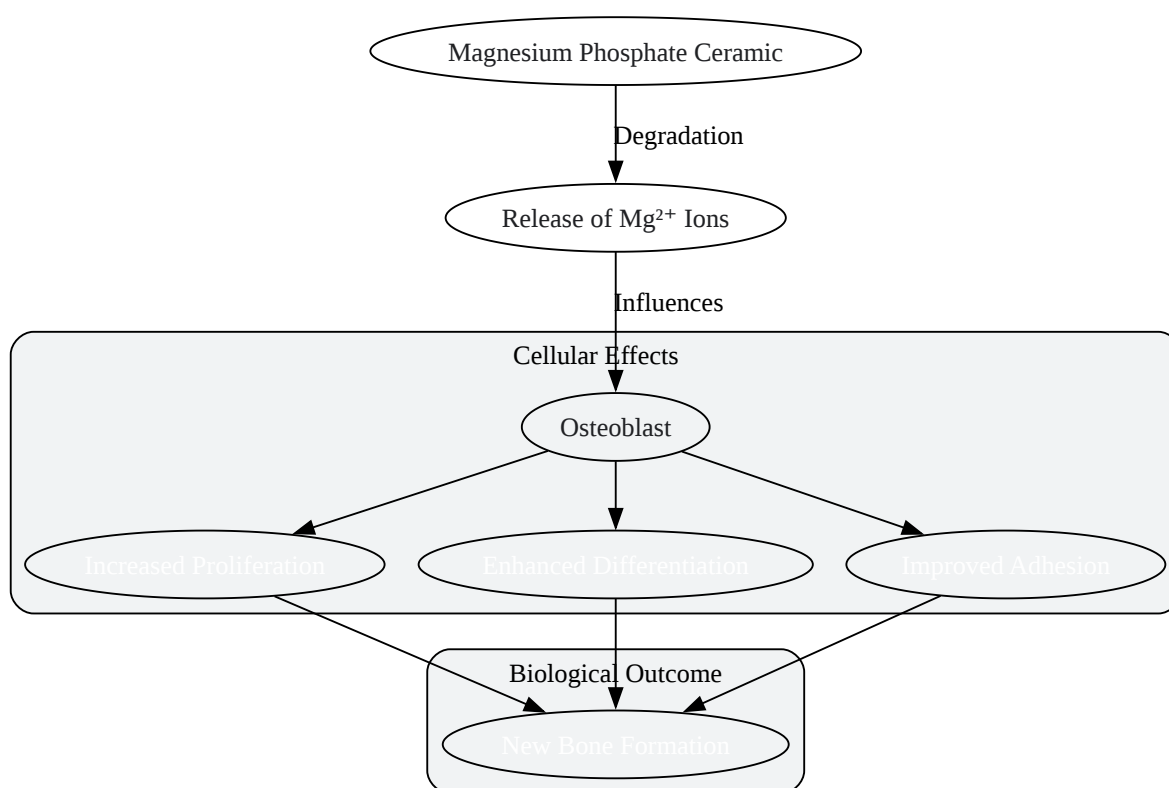 Magnesium Phosphate Ceramic
Degradation
Release of Mg²⁺ Ions
Influences
Cellular Effects
Osteoblast
Increased Proliferation
Enhanced Differentiation
Improved Adhesion
Biological Outcome
New Bone Formation